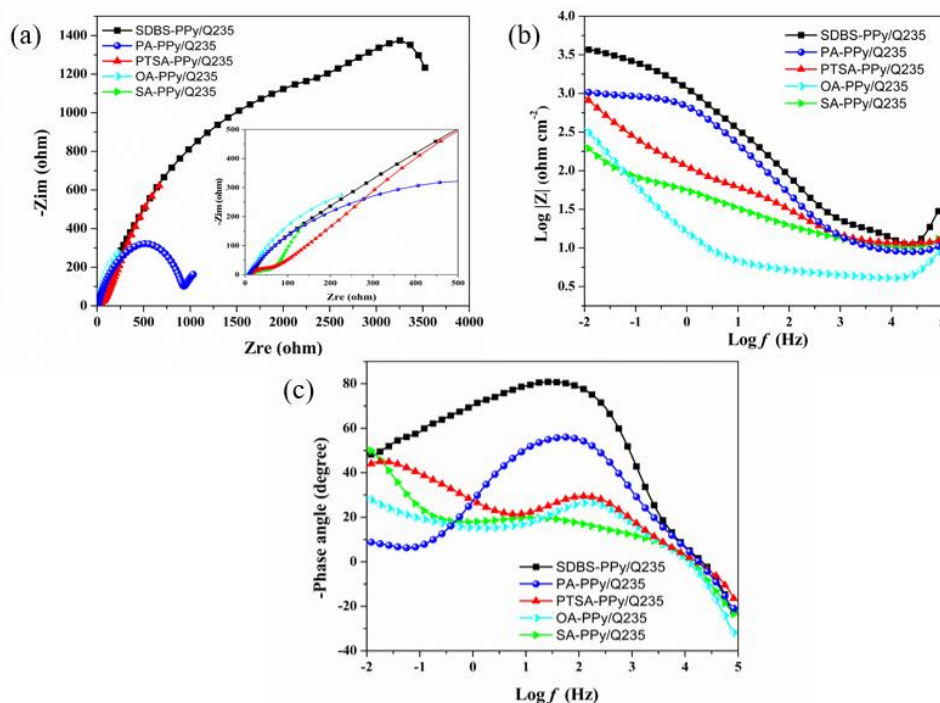 (a)
SDBS-PPy/Q235
PA-PPy/Q235
PTSA-PPy/Q235
OA-PPy/Q235
SA-PPy/Q235
-Zim (ohm)
1400
1200
1000
800
600
400
200
0
0 500 1000 1500 2000 2500 3000 3500 4000
Zre (ohm)
-Zim (ohm)
500
400
300
200
100
0
0 100 200 300 400 500
Zre (ohm)
(b)
SDBS-PPy/Q235
PA-PPy/Q235
PTSA-PPy/Q235
OA-PPy/Q235
SA-PPy/Q235
Log |Z| (ohm cm⁻²)
4.0
3.5
3.0
2.5
2.0
1.5
1.0
0.5
-2 -1 0 1 2 3 4 5
Log f (Hz)
(c)
-Phase angle (degree)
80
60
40
20
0
-20
-40
SDBS-PPy/Q235
PA-PPy/Q235
PTSA-PPy/Q235
OA-PPy/Q235
SA-PPy/Q235
-2 -1 0 1 2 3 4 5
Log f (Hz)